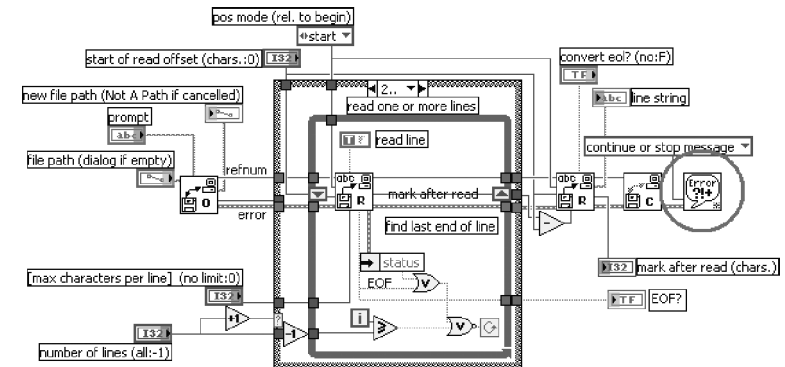 pos mode (rel. to begin)
start
start of read offset (chars.:0)
I32
convert eol? (no:F)
TF
new file path (Not A Path if cancelled)
2..
read one or more lines
abc
line string
prompt
abc
T
read line
continue or stop message
file path (dialog if empty)
refnum
abc
abc
Error
?!+
R
mark after read
R
C
O
error
find last end of line
-
status
I32
mark after read (chars.)
[max characters per line] (no limit:0)
EOF
V
I32
TF
EOF?
+1
?
i
≥
V
I32
-1
number of lines (all:-1)